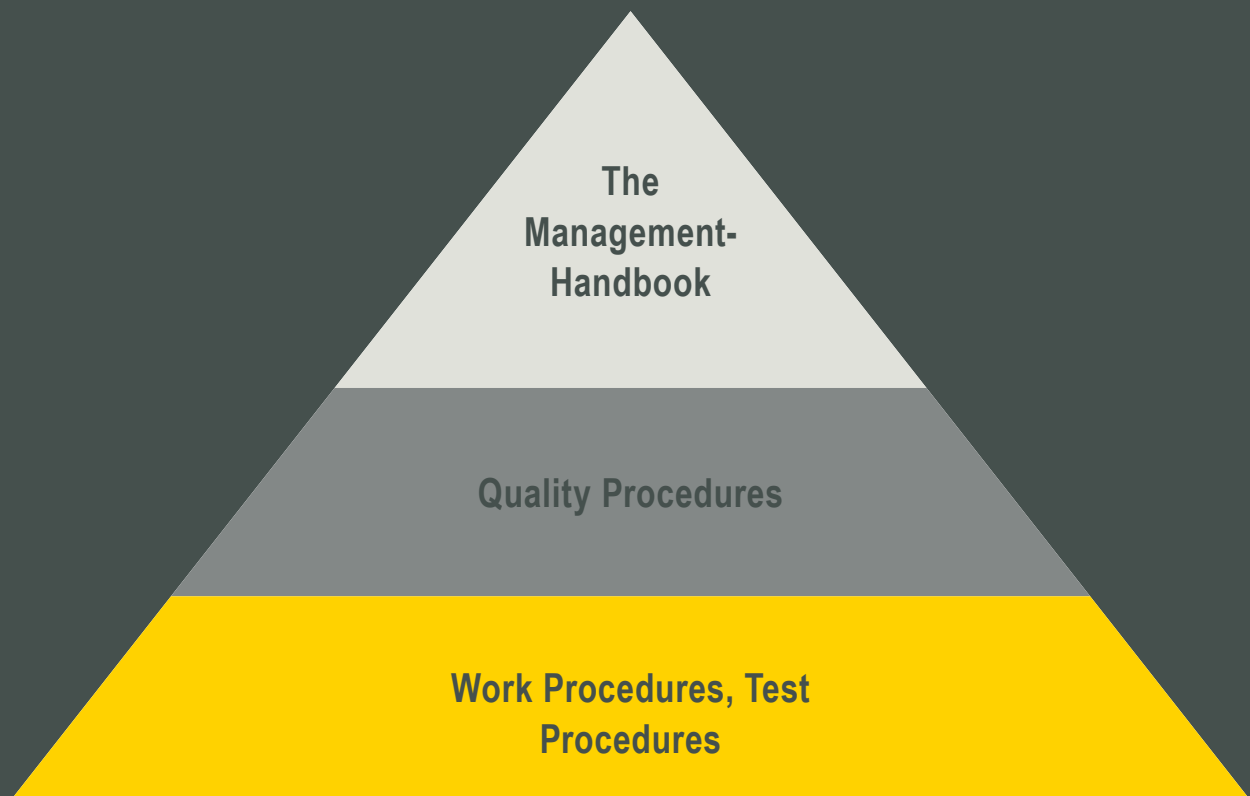 The
Management-
Handbook
Quality Procedures
Work Procedures, Test
Procedures